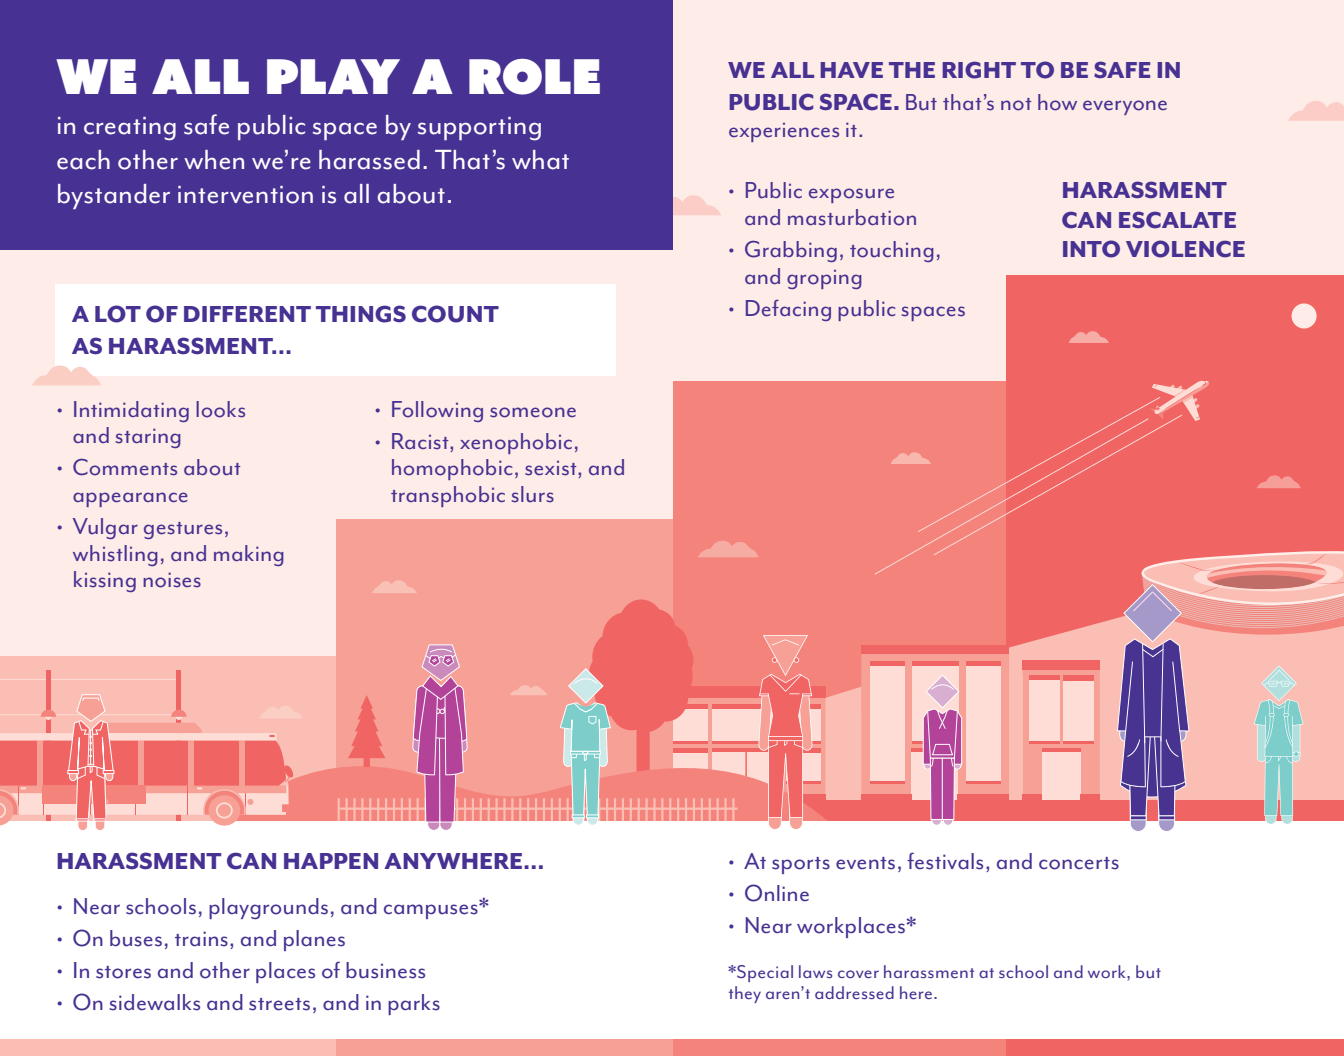 WE ALL PLAY A ROLE
in creating safe public space by supporting
each other when we're harassed. That's what
bystander intervention is all about.
A LOT OF DIFFERENT THINGS COUNT
AS HARASSMENT...
• Intimidating looks
and staring
• Comments about
appearance
• Vulgar gestures,
whistling, and making
kissing noises
• Following someone
• Racist, xenophobic,
homophobic, sexist, and
transphobic slurs
WE ALL HAVE THE RIGHT TO BE SAFE IN
PUBLIC SPACE. But that's not how everyone
experiences it.
• Public exposure
and masturbation
• Grabbing, touching,
and groping
• Defacing public spaces
HARASSMENT
CAN ESCALATE
INTO VIOLENCE
HARASSMENT CAN HAPPEN ANYWHERE...
• Near schools, playgrounds, and campuses*
• On buses, trains, and planes
• In stores and other places of business
• On sidewalks and streets, and in parks
• At sports events, festivals, and concerts
• Online
• Near workplaces*
*Special laws cover harassment at school and work, but
they aren't addressed here.